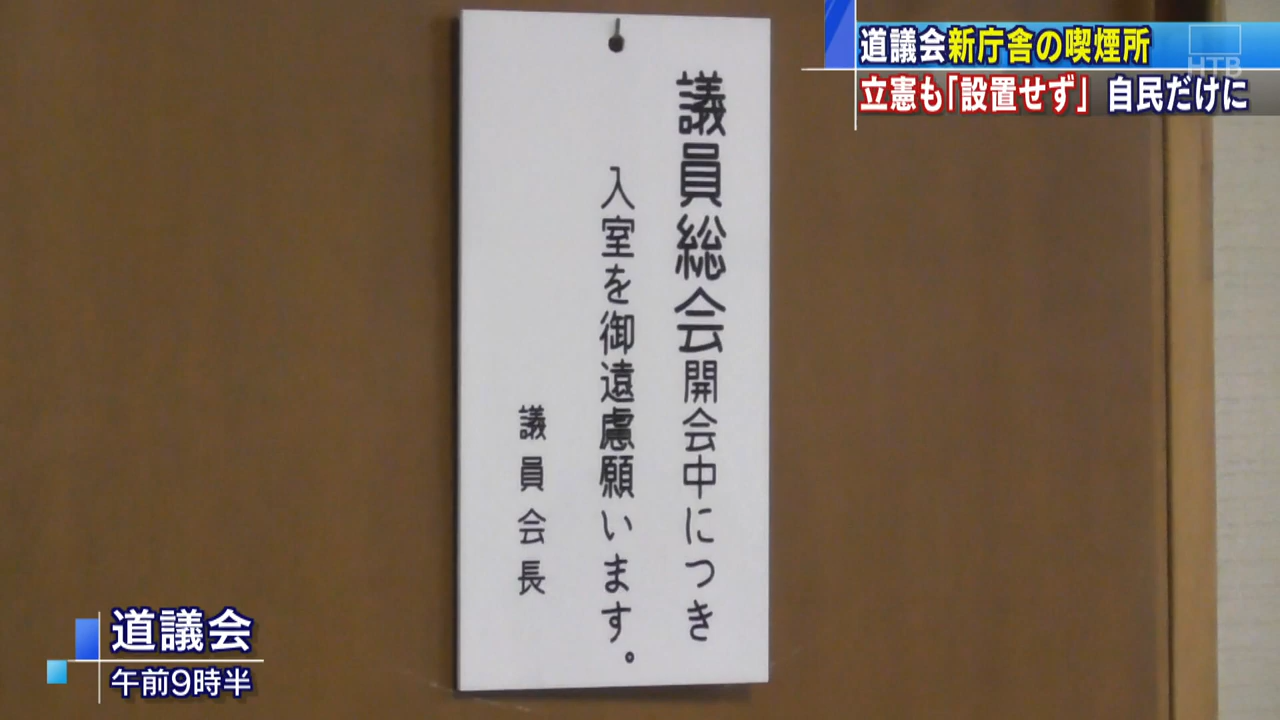 道議会新庁舎の喫煙所
HTB
立憲も「設置せず」 自民だけに
議員総会開会中につき
入室を御遠慮願います。
議員会長
道議会
午前9時半